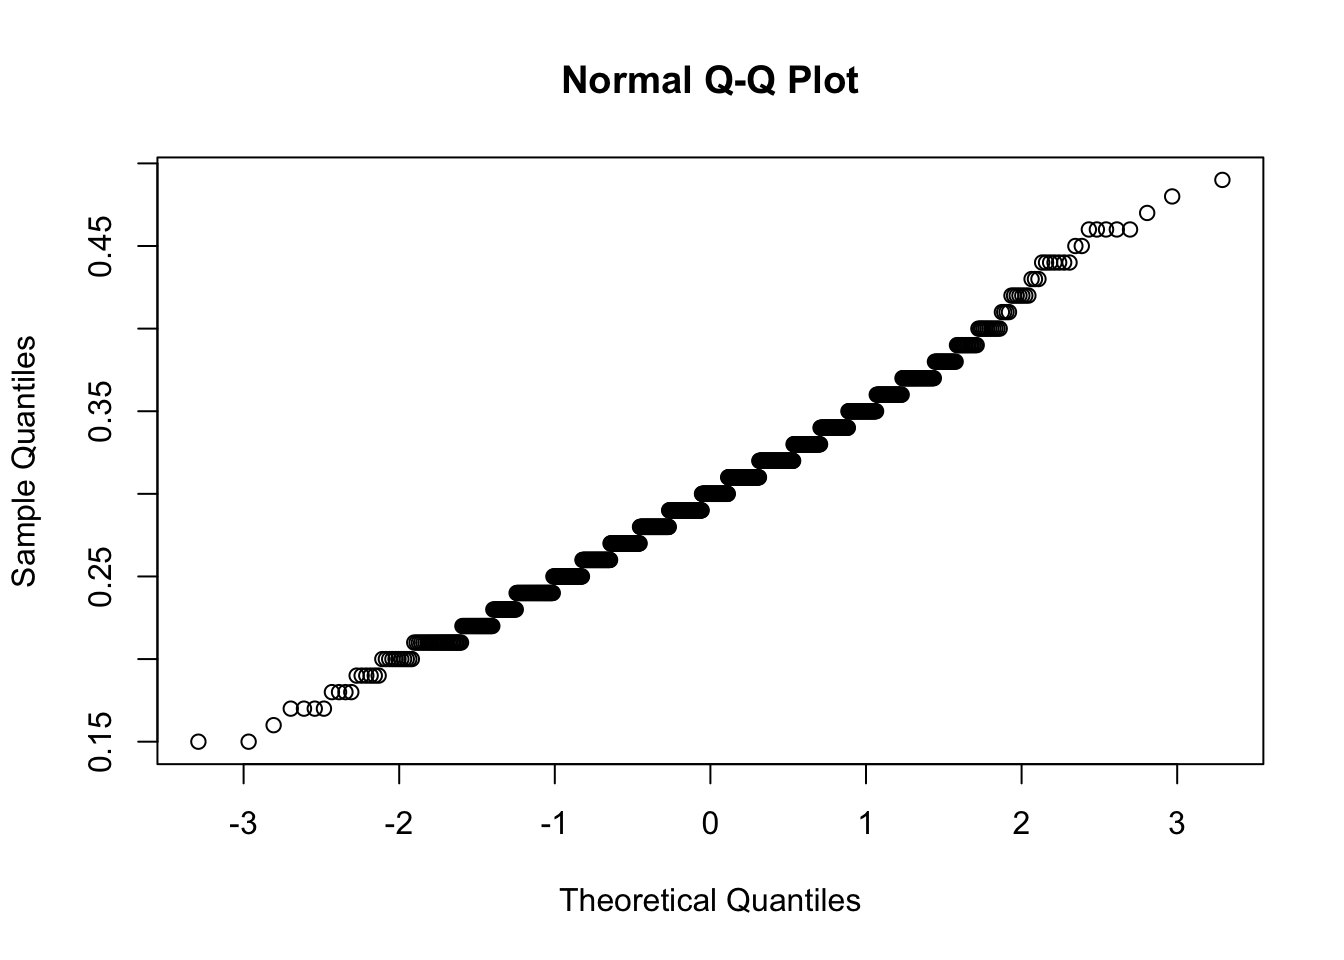 Normal Q-Q Plot
Sample Quantiles
0.45
0.35
0.25
0.15
-3 -2 -1 0 1 2 3
Theoretical Quantiles